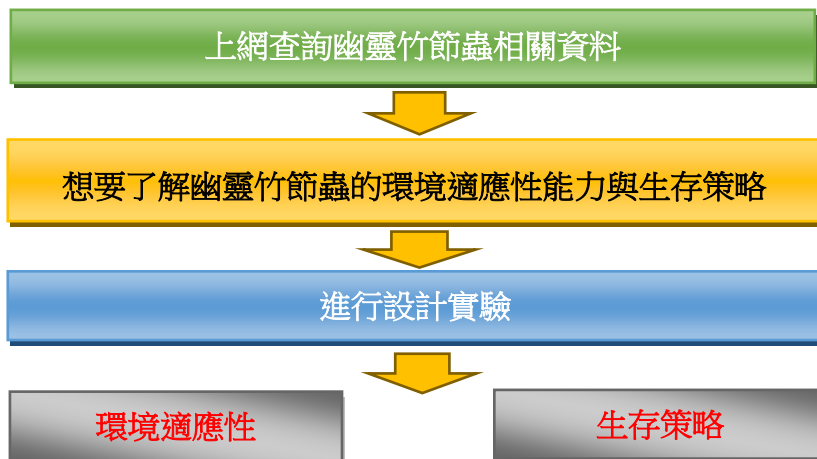 上網查詢幽靈竹節蟲相關資料
想要了解幽靈竹節蟲的環境適應性能力與生存策略
進行設計實驗
環境適應性
生存策略